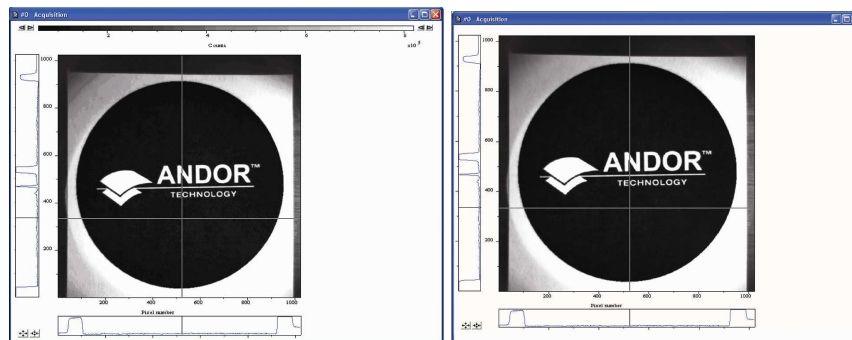 #0 Acquisition
2 4 6 8
Counts x10³
1000
800
600
400
200
ANDOR™
TECHNOLOGY
200 400 600 800 1000
Pixel number
#0 Acquisition
1000
800
600
400
200
ANDOR™
TECHNOLOGY
200 400 600 800 1000
Pixel number